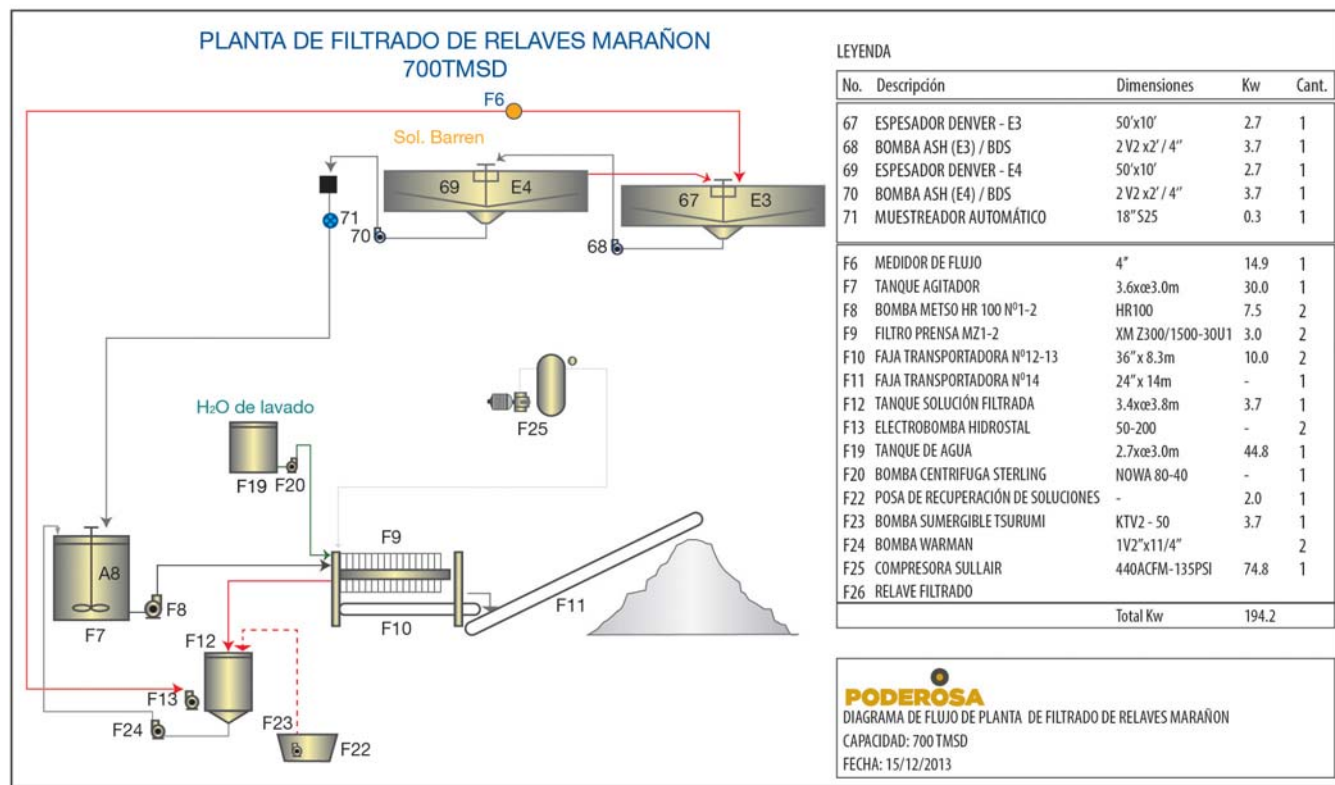 PLANTA DE FILTRADO DE RELAVES MARAÑON
700TMSD
F6
Sol. Barren
69 E4
67 E3
71
70
68
F25
H₂O de lavado
F19 F20
F9
A8
F8
F7
F10
F11
F12
F13
F24
F23
F22
LEYENDA
No. Descripción Dimensiones Kw Cant.
67 ESPESADOR DENVER - E3 50'x10' 2.7 1
68 BOMBA ASH (E3) / BDS 2 V2 x2' / 4" 3.7 1
69 ESPESADOR DENVER - E4 50'x10' 2.7 1
70 BOMBA ASH (E4) / BDS 2 V2 x2' / 4" 3.7 1
71 MUESTREADOR AUTOMÁTICO 18" S25 0.3 1
F6 MEDIDOR DE FLUJO 4" 14.9 1
F7 TANQUE AGITADOR 3.6xœ3.0m 30.0 1
F8 BOMBA METSO HR 100 Nº1-2 HR100 7.5 2
F9 FILTRO PRENSA MZ1-2 XM Z300/1500-30U1 3.0 2
F10 FAJA TRANSPORTADORA Nº12-13 36" x 8.3m 10.0 2
F11 FAJA TRANSPORTADORA Nº14 24" x 14m - 1
F12 TANQUE SOLUCIÓN FILTRADA 3.4xœ3.8m 3.7 1
F13 ELECTROBOMBA HIDROSTAL 50-200 - 2
F19 TANQUE DE AGUA 2.7xœ3.0m 44.8 1
F20 BOMBA CENTRIFUGA STERLING NOWA 80-40 - 1
F22 POSA DE RECUPERACIÓN DE SOLUCIONES - 2.0 1
F23 BOMBA SUMERGIBLE TSURUMI KTV2 - 50 3.7 1
F24 BOMBA WARMAN 1V2"x11/4" 2
F25 COMPRESORA SULLAIR 440ACFM-135PSI 74.8 1
F26 RELAVE FILTRADO
Total Kw 194.2
PODEROSA
DIAGRAMA DE FLUJO DE PLANTA DE FILTRADO DE RELAVES MARAÑON
CAPACIDAD: 700 TMSD
FECHA: 15/12/2013